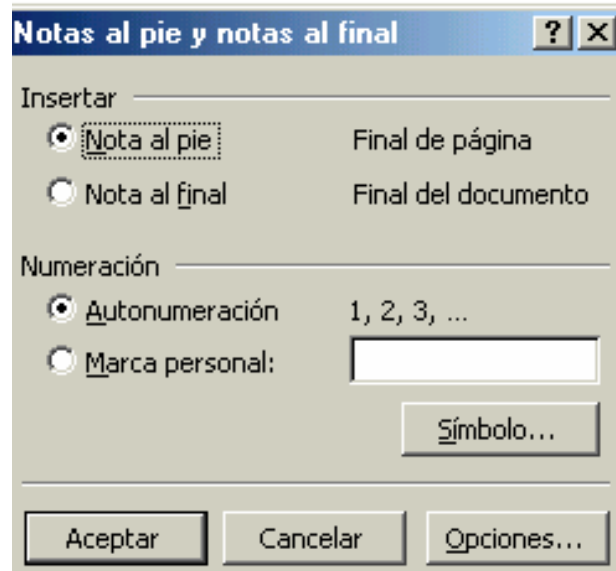 Notas al pie y notas al final ? X
Insertar
Nota al pie Final de página
Nota al final Final del documento
Numeración
Autonumeración 1, 2, 3, ...
Marca personal:
Símbolo...
Aceptar Cancelar Opciones...